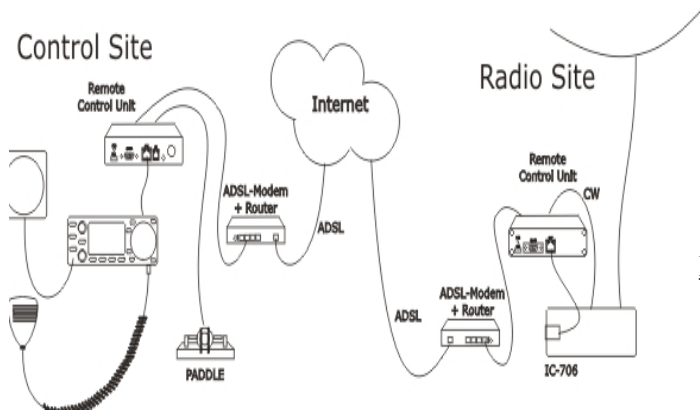 Control Site
Remote
Control Unit
Internet
ADSL-Modem
+ Router
ADSL
PADDLE
Radio Site
Remote
Control Unit
CW
ADSL-Modem
+ Router
ADSL
IC-706